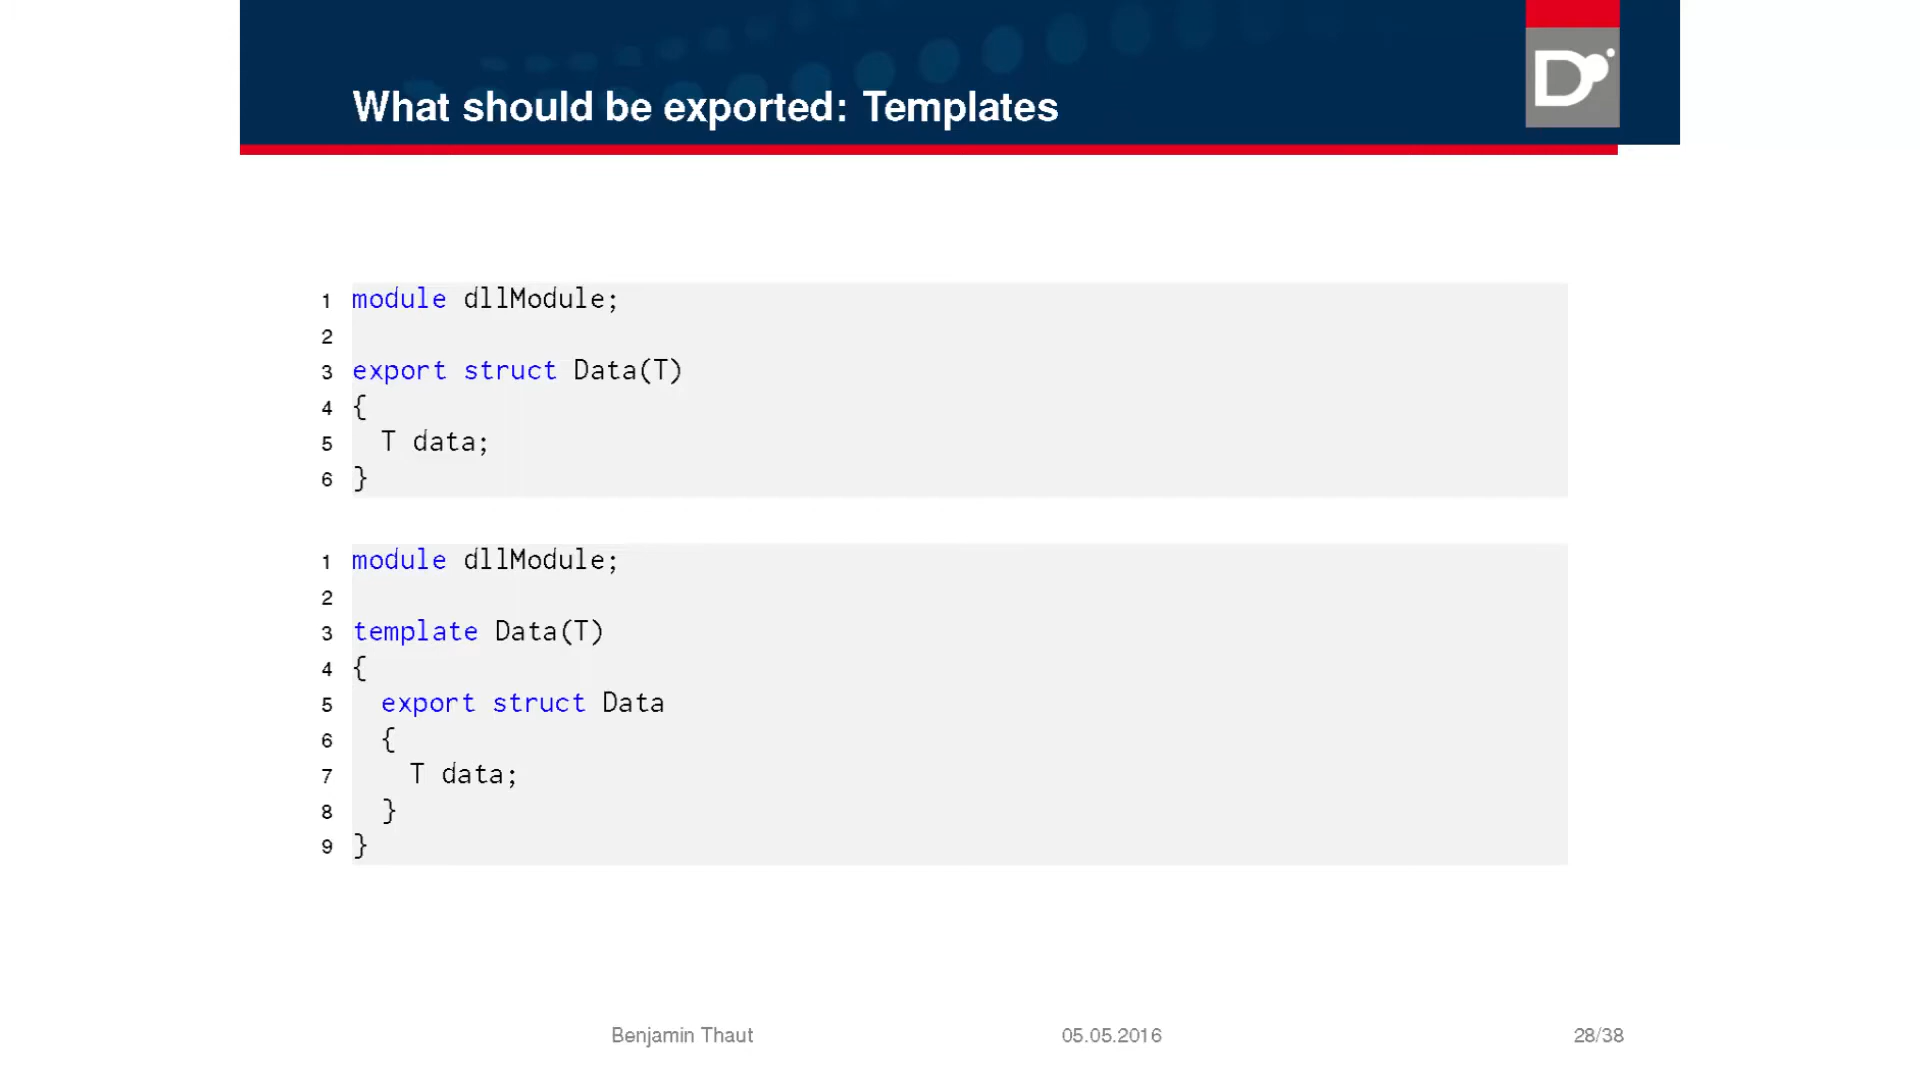 What should be exported: Templates
D
1 module dllModule;
2
3 export struct Data(T)
4 {
5 T data;
6 }
1 module dllModule;
2
3 template Data(T)
4 {
5 export struct Data
6 {
7 T data;
8 }
9 }
Benjamin Thaut 05.05.2016 28/38